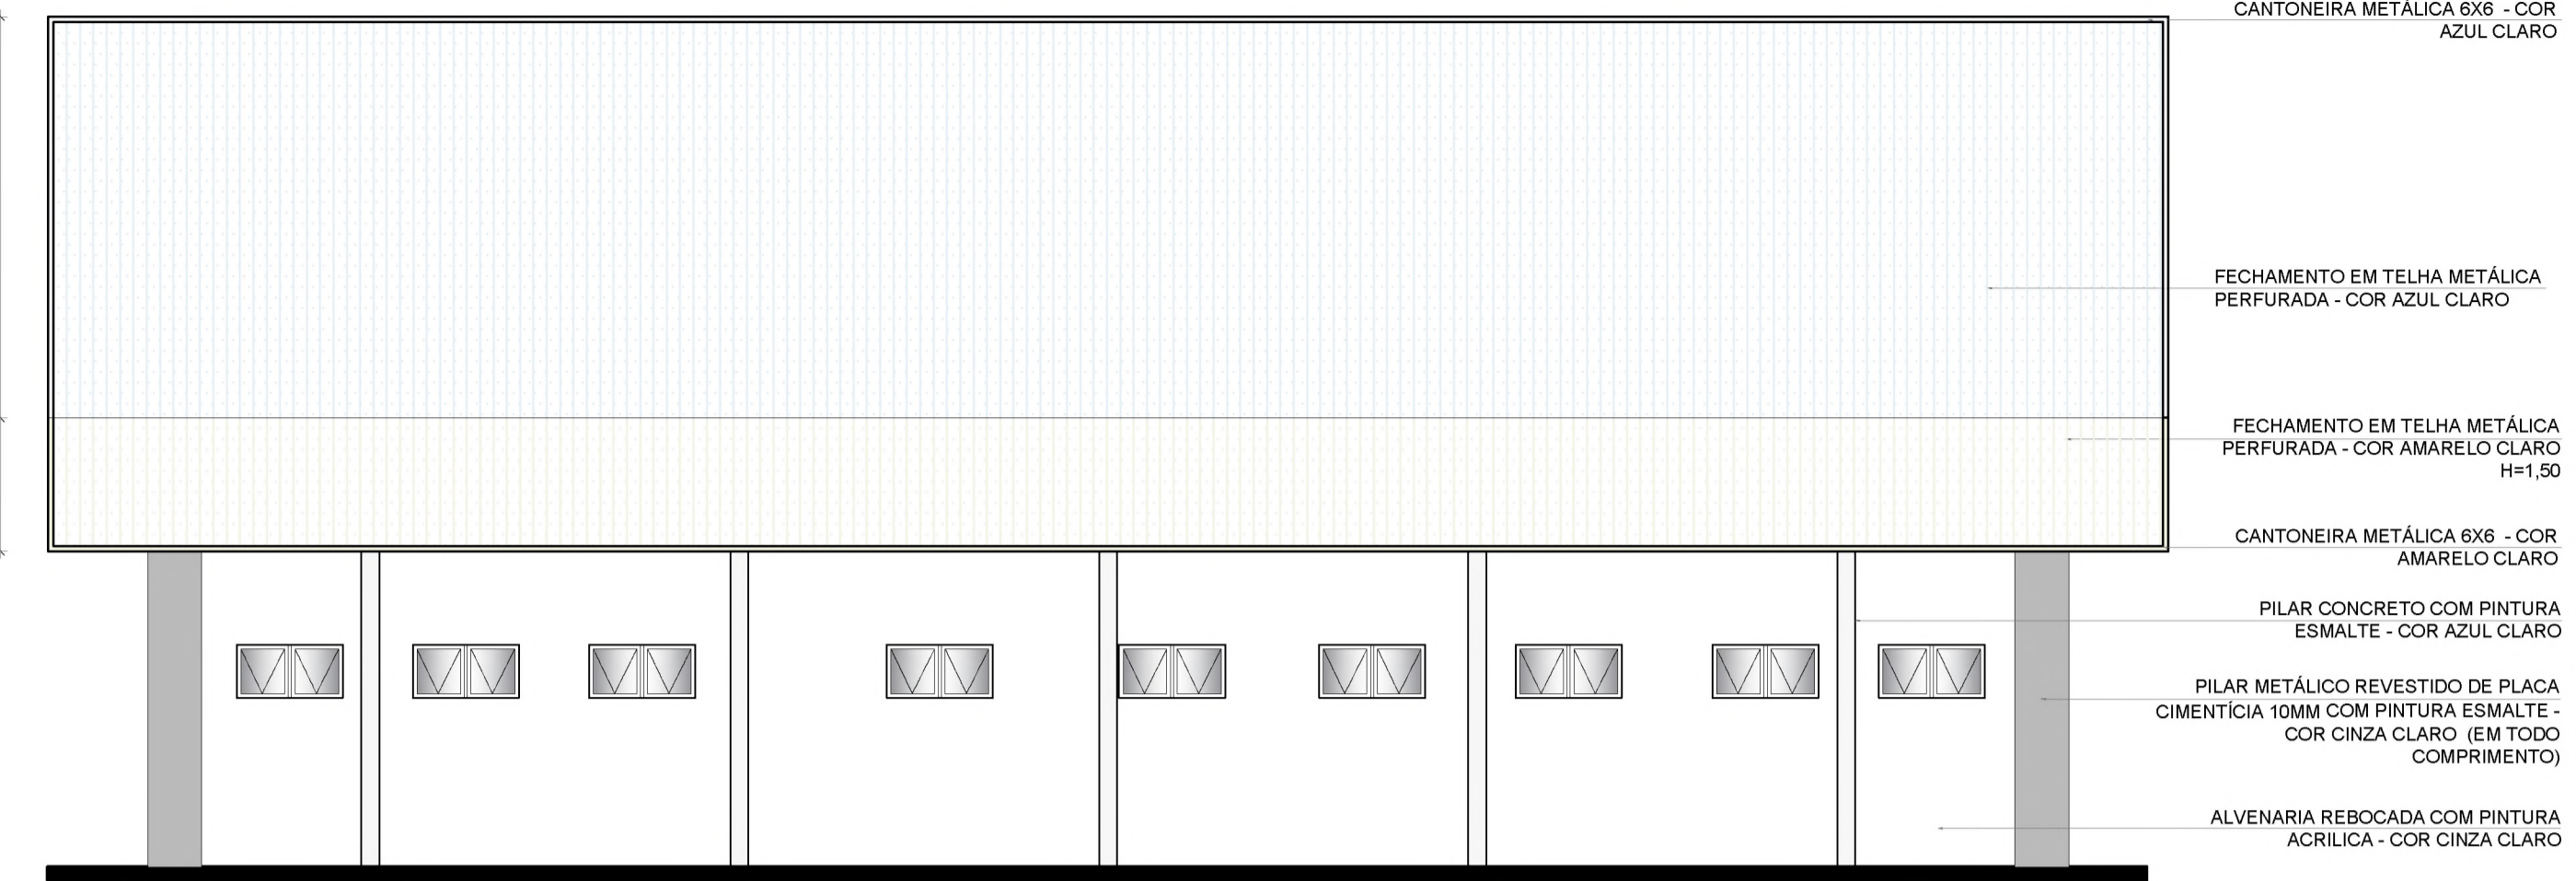 CANTONEIRA METÁLICA 6X6 - COR
AZUL CLARO
FECHAMENTO EM TELHA METÁLICA
PERFURADA - COR AZUL CLARO
FECHAMENTO EM TELHA METÁLICA
PERFURADA - COR AMARELO CLARO
H=1,50
CANTONEIRA METÁLICA 6X6 - COR
AMARELO CLARO
PILAR CONCRETO COM PINTURA
ESMALTE - COR AZUL CLARO
PILAR METÁLICO REVESTIDO DE PLACA
CIMENTÍCIA 10MM COM PINTURA ESMALTE -
COR CINZA CLARO (EM TODO
COMPRIMENTO)
ALVENARIA REBOCADA COM PINTURA
ACRILICA - COR CINZA CLARO